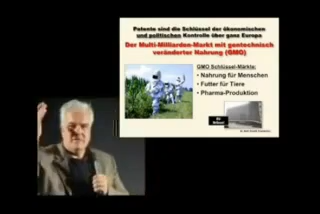 Patente sind die Schlüssel der ökonomischen
und politischen Kontrolle über ganz Europa
Der Multi-Milliarden-Markt mit gentechnisch
veränderter Nahrung (GMO)
GMO Schlüssel-Märkte:
• Nahrung für Menschen
• Futter für Tiere
• Pharma-Produktion